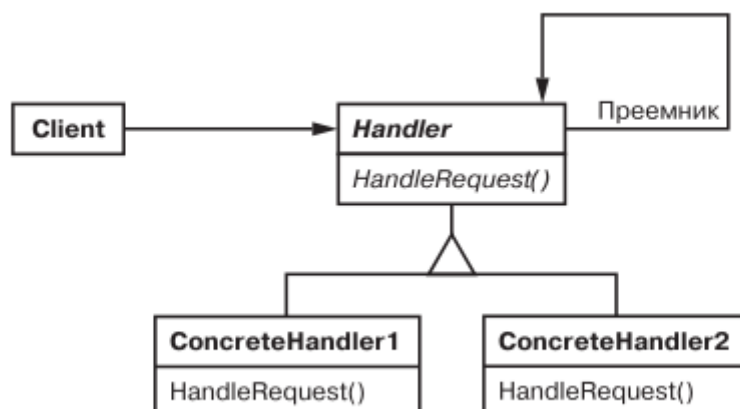 Преемник
Client
Handler
HandleRequest()
ConcreteHandler1
ConcreteHandler2
HandleRequest()
HandleRequest()